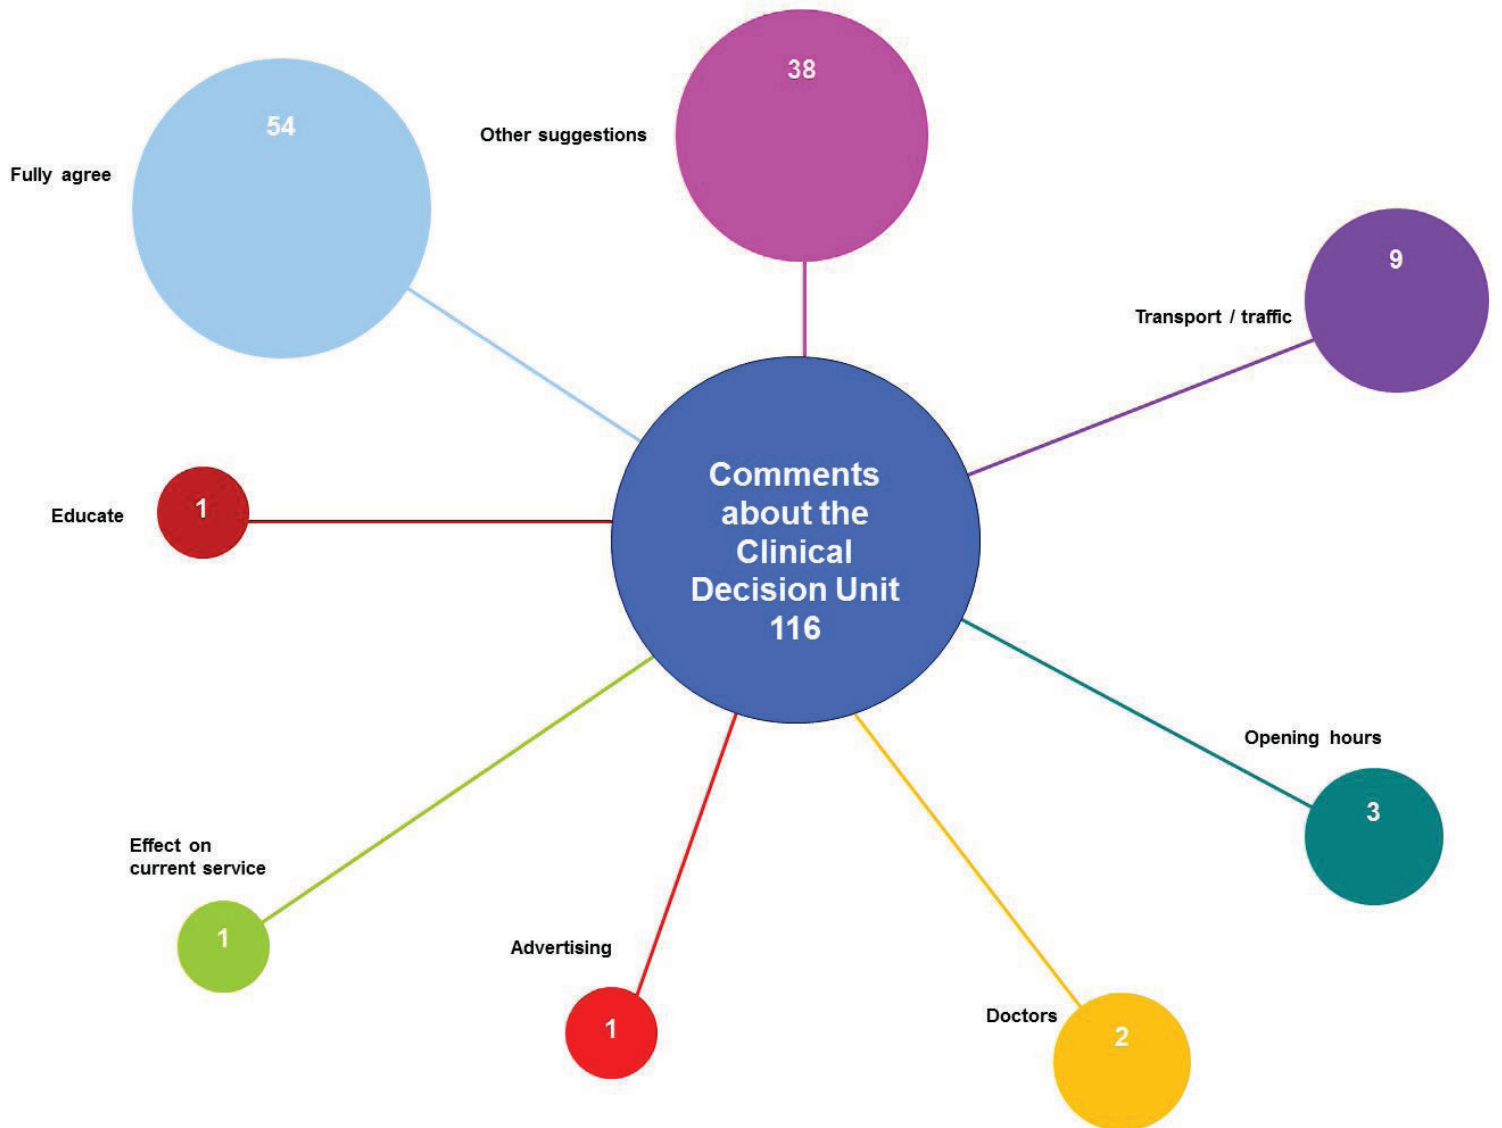 38
Other suggestions
54
Fully agree
9
Transport / traffic
Comments
about the
Clinical
Decision Unit
116
1
Educate
Opening hours
3
Effect on
current service
1
Advertising
1
Doctors
2